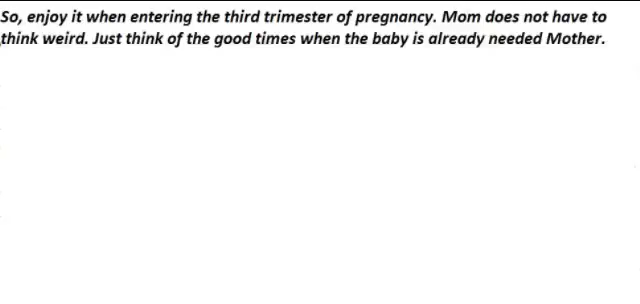 So, enjoy it when entering the third trimester of pregnancy. Mom does not have to
think weird. Just think of the good times when the baby is already needed Mother.